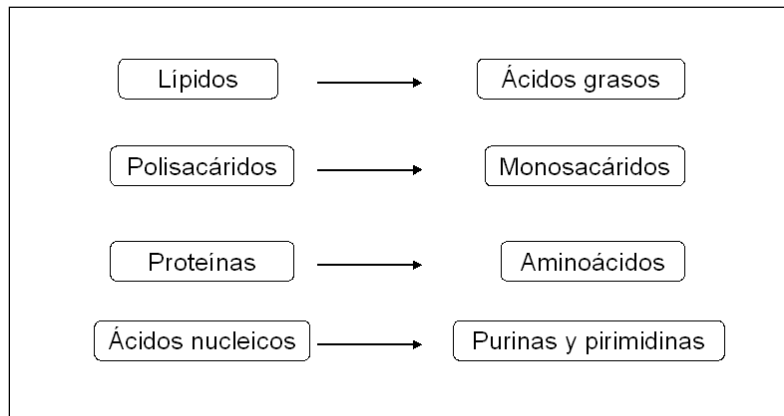 Lípidos Ácidos grasos
Polisacáridos Monosacáridos
Proteínas Aminoácidos
Ácidos nucleicos Purinas y pirimidinas